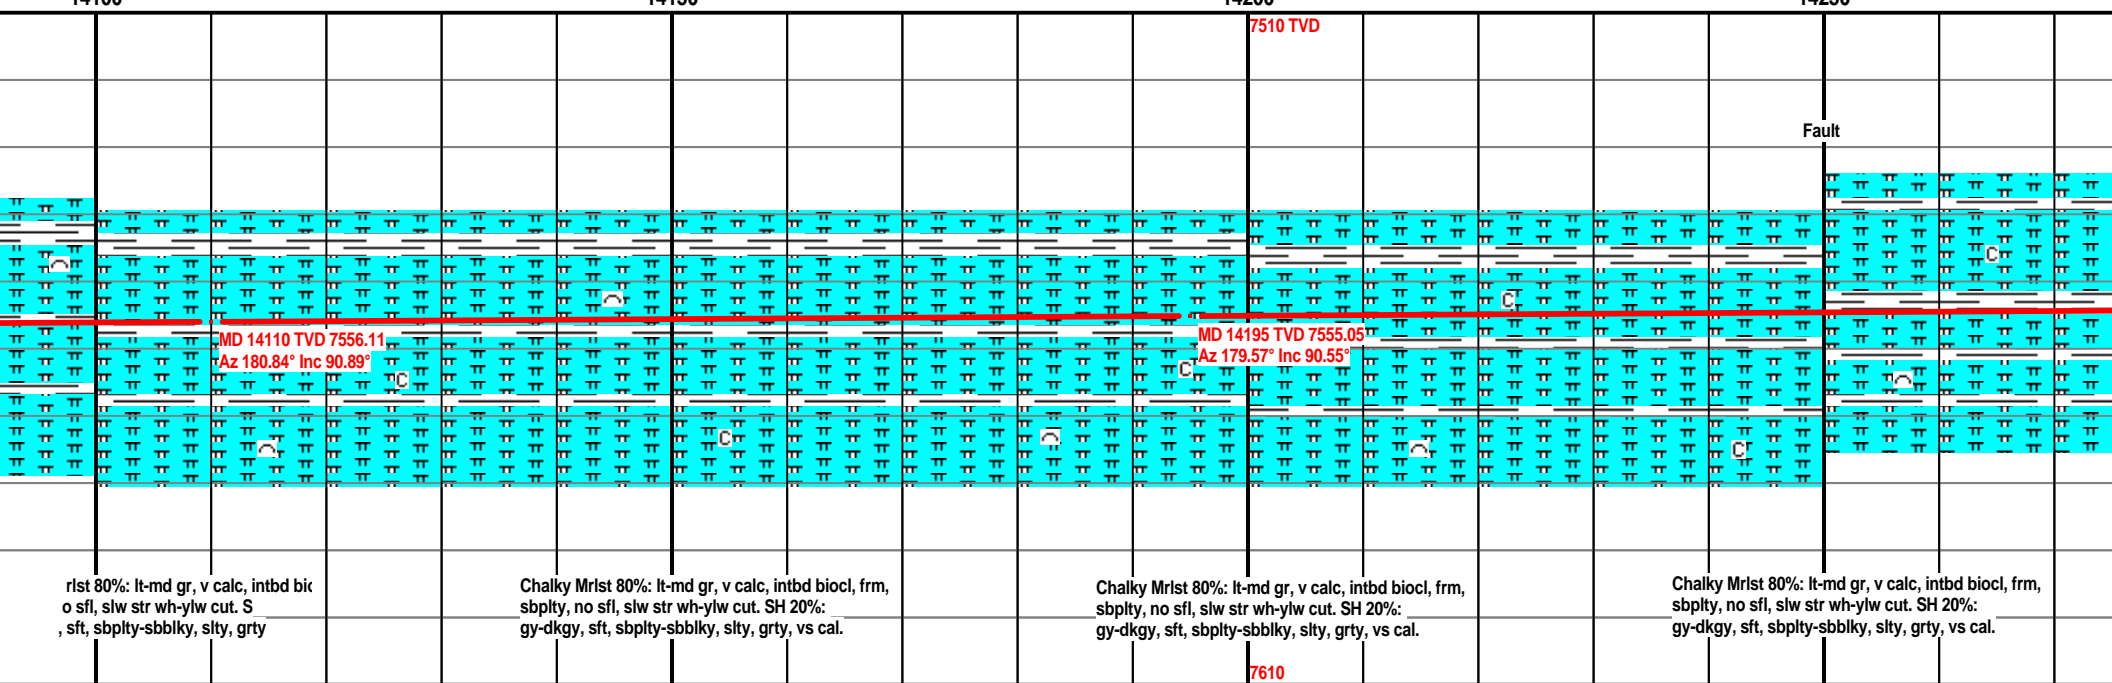 14100 14150 14200 14250
7510 TVD
Fault
MD 14110 TVD 7556.11
Az 180.84° Inc 90.89°
MD 14195 TVD 7555.05
Az 179.57° Inc 90.55°
C
C
C
C
C
C
rlst 80%: lt-md gr, v calc, intbd bio
o sfl, slw str wh-ylw cut. S
, sft, sbplty-sbblky, slty, grty
Chalky Mrlst 80%: lt-md gr, v calc, intbd biocl, frm,
sbplty, no sfl, slw str wh-ylw cut. SH 20%:
gy-dkgy, sft, sbplty-sbblky, slty, grty, vs cal.
Chalky Mrlst 80%: lt-md gr, v calc, intbd biocl, frm,
sbplty, no sfl, slw str wh-ylw cut. SH 20%:
gy-dkgy, sft, sbplty-sbblky, slty, grty, vs cal.
Chalky Mrlst 80%: lt-md gr, v calc, intbd biocl, frm,
sbplty, no sfl, slw str wh-ylw cut. SH 20%:
gy-dkgy, sft, sbplty-sbblky, slty, grty, vs cal.
7610